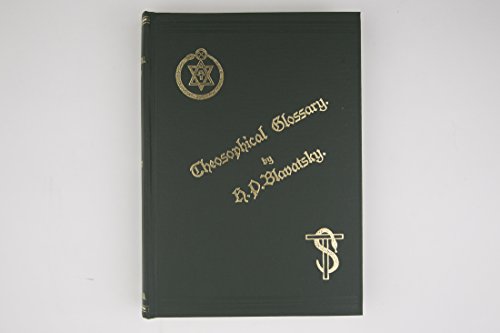 Theosophical Glossary.
by
H. P. Blavatsky.